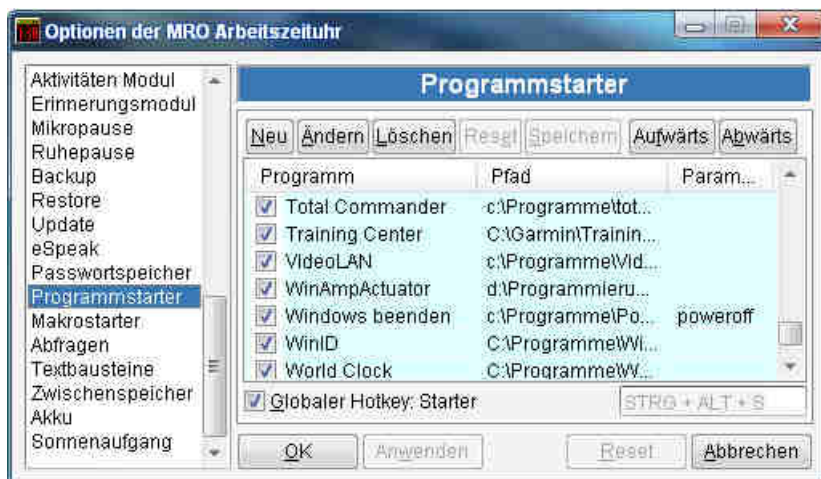 Optionen der MRO Arbeitszeituhr
Aktivitäten Modul
Erinnerungsmodul
Mikropause
Ruhepause
Backup
Restore
Update
eSpeak
Passwortspeicher
Programmstarter
Makrostarter
Abfragen
Textbausteine
Zwischenspeicher
Akku
Sonnenaufgang
Programmstarter
Neu Ändern Löschen Reset Speichern Aufwärts Abwärts
Programm Pfad Param...
Total Commander c:\Programme\tot...
Training Center C:\Garmin\Trainin...
VideoLAN c:\Programme\Vid...
WinAmpActuator d:\Programmieru...
Windows beenden c:\Programme\Po... poweroff
WinID C:\Programme\Wi...
World Clock C:\Programme\W...
Globaler Hotkey: Starter STRG + ALT + S
OK Anwenden Reset Abbrechen